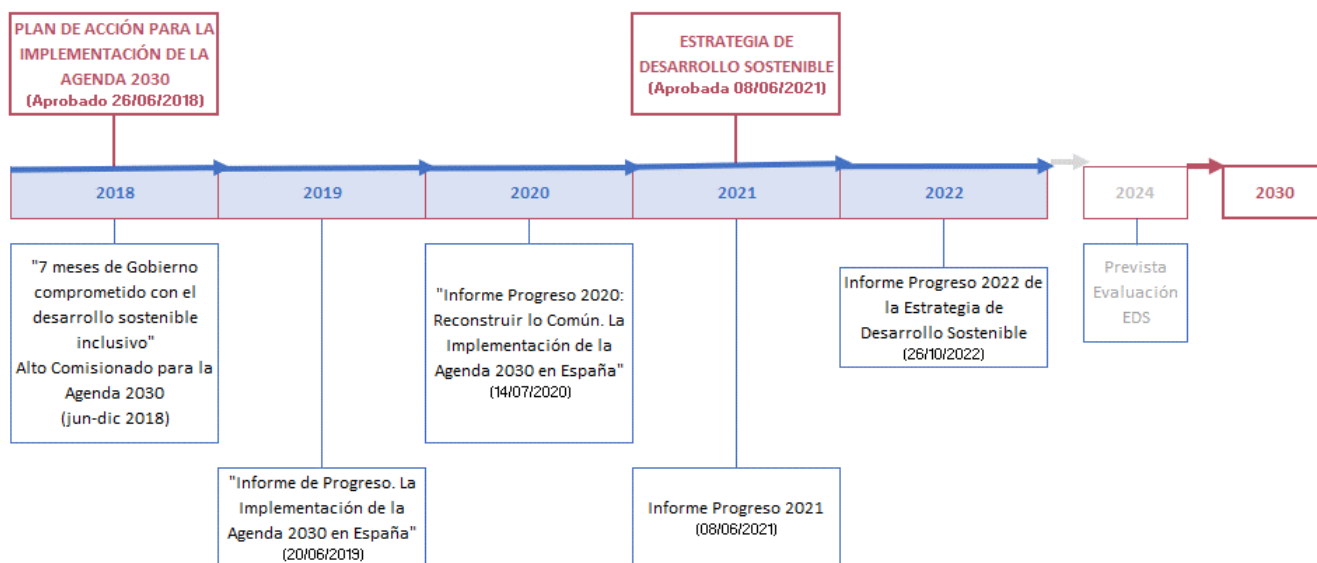 PLAN DE ACCIÓN PARA LA
IMPLEMENTACIÓN DE LA
AGENDA 2030
(Aprobado 26/06/2018)
ESTRATEGIA DE
DESARROLLO SOSTENIBLE
(Aprobada 08/06/2021)
2018
2019
2020
2021
2022
2024
2030
"7 meses de Gobierno
comprometido con el
desarrollo sostenible
inclusivo"
Alto Comisionado para la
Agenda 2030
(jun-dic 2018)
"Informe de Progreso. La
Implementación de la
Agenda 2030 en España"
(20/06/2019)
"Informe Progreso 2020:
Reconstruir lo Común. La
Implementación de la
Agenda 2030 en España"
(14/07/2020)
Informe Progreso 2021
(08/06/2021)
Informe Progreso 2022 de
la Estrategia de
Desarrollo Sostenible
(26/10/2022)
Prevista
Evaluación
EDS